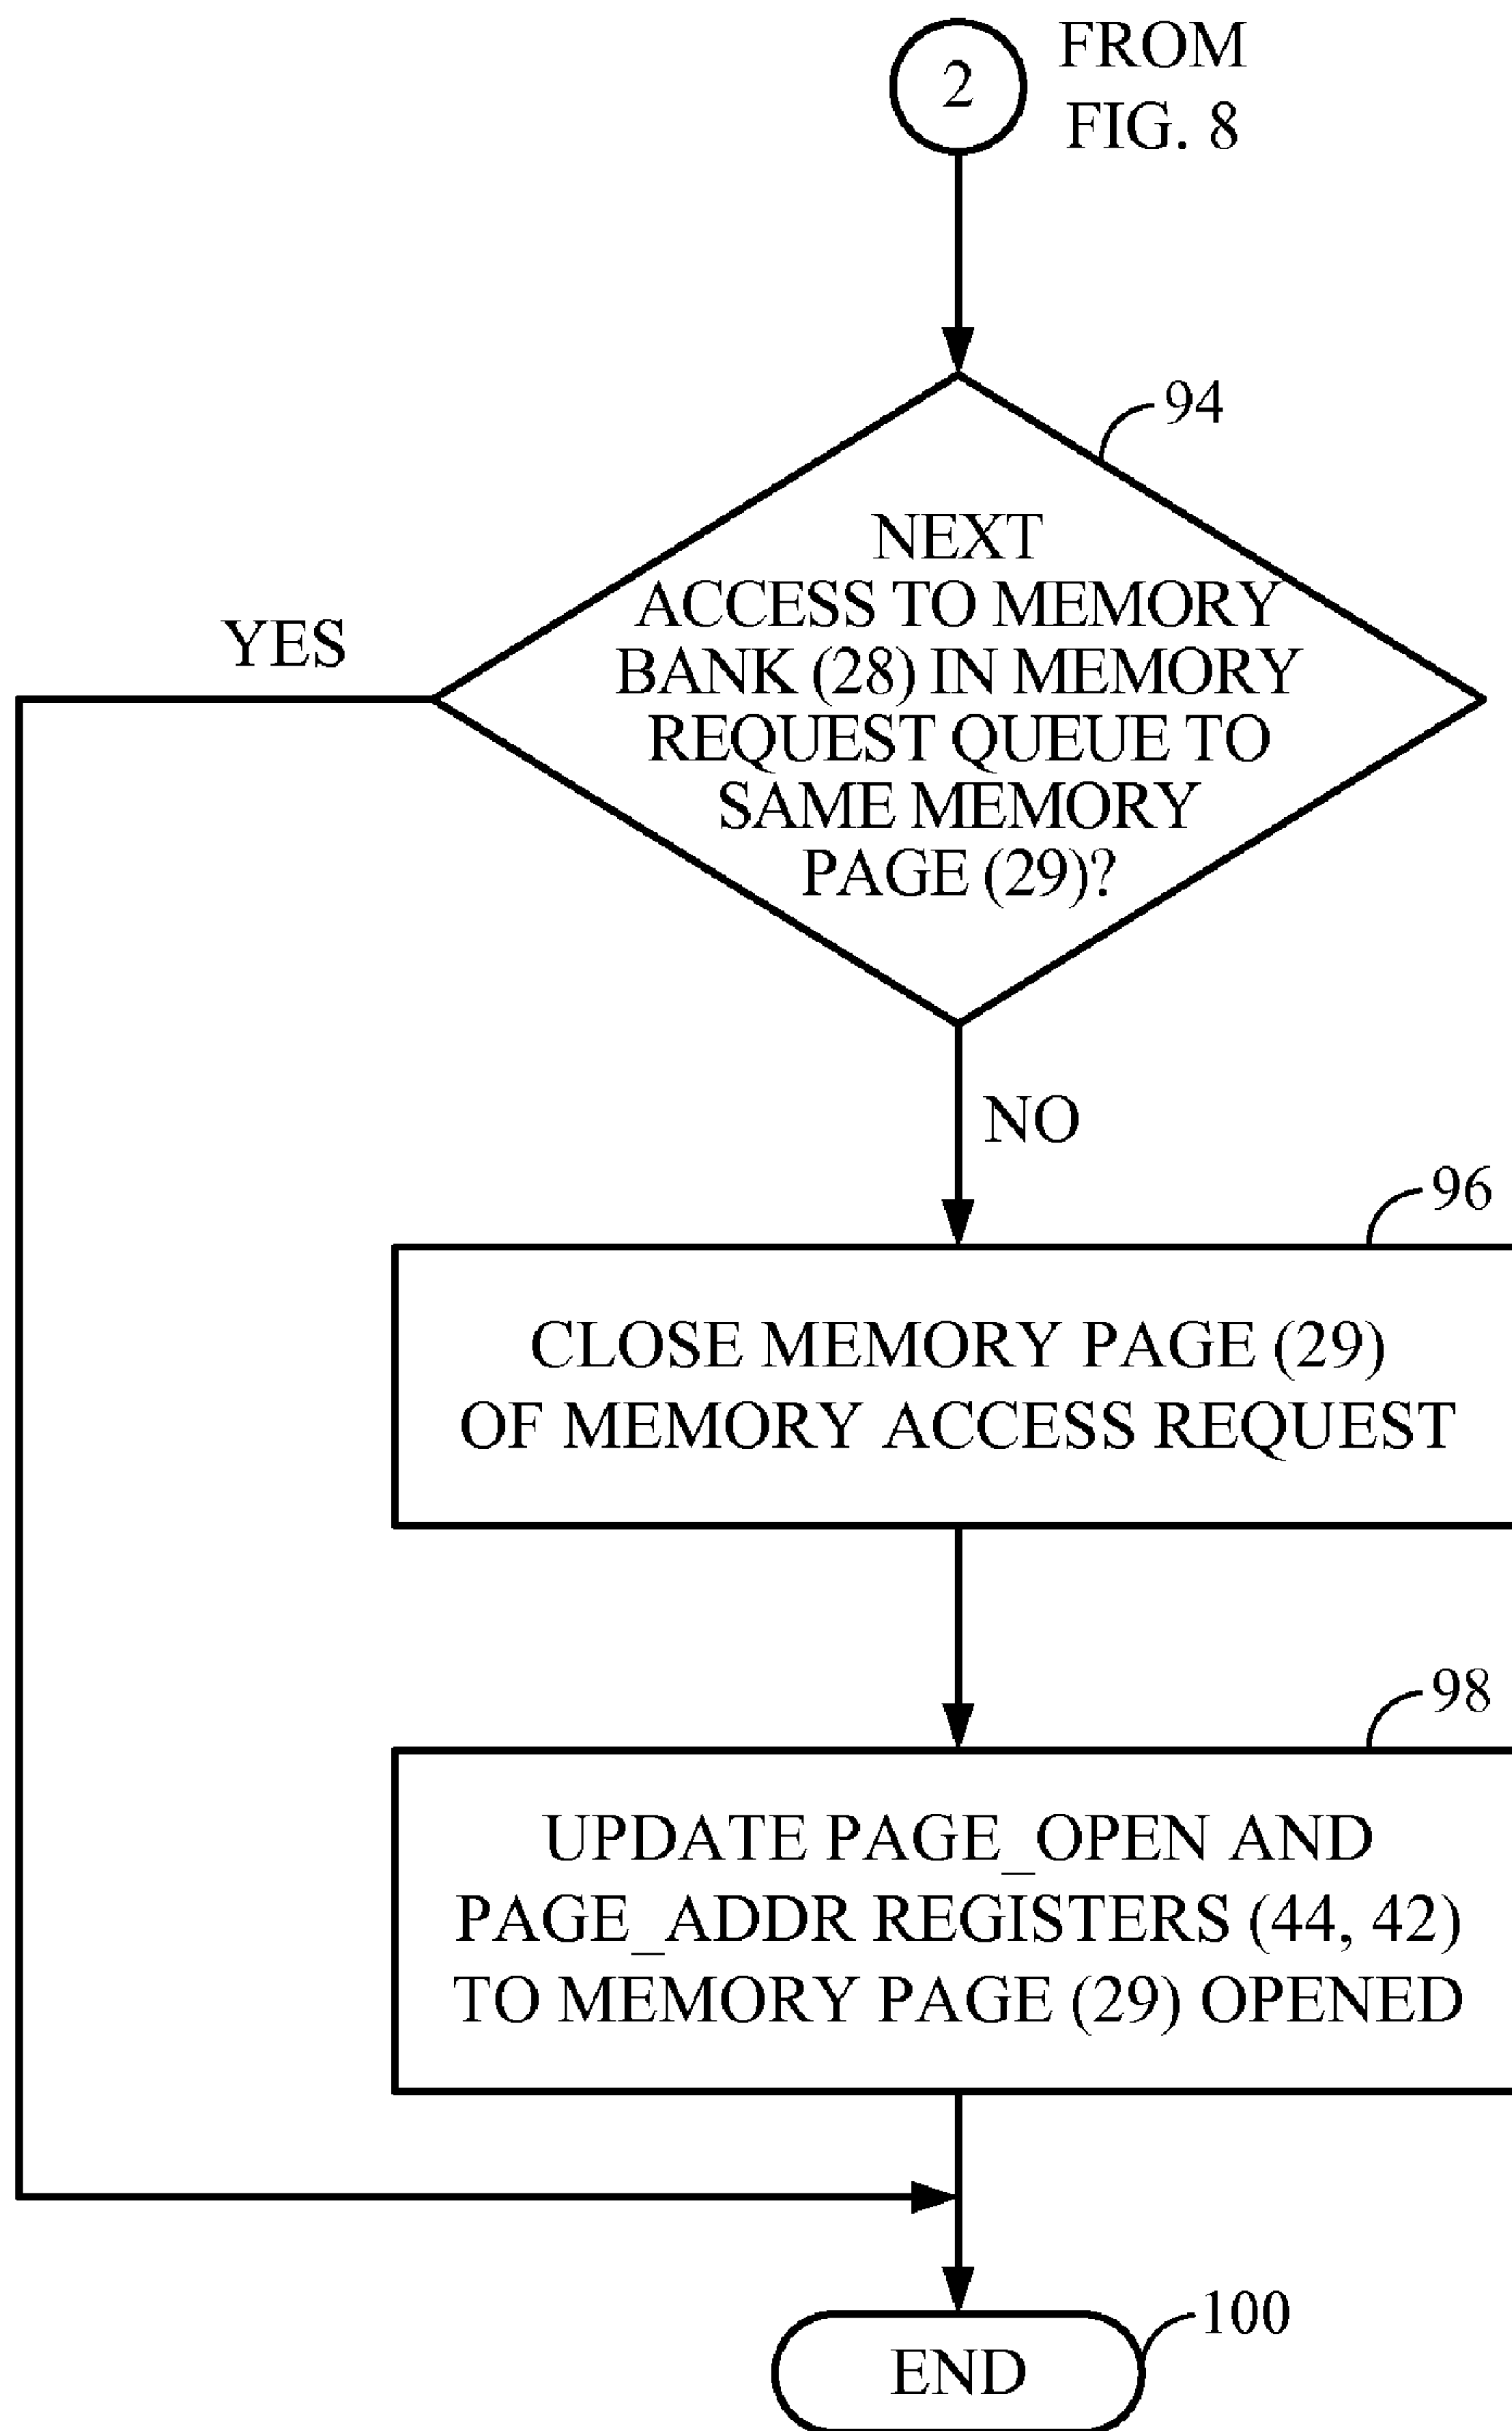 2
FROM
FIG. 8
94
NEXT
ACCESS TO MEMORY
BANK (28) IN MEMORY
REQUEST QUEUE TO
SAME MEMORY
PAGE (29)?
YES
NO
96
CLOSE MEMORY PAGE (29)
OF MEMORY ACCESS REQUEST
98
UPDATE PAGE_OPEN AND
PAGE_ADDR REGISTERS (44, 42)
TO MEMORY PAGE (29) OPENED
100
END